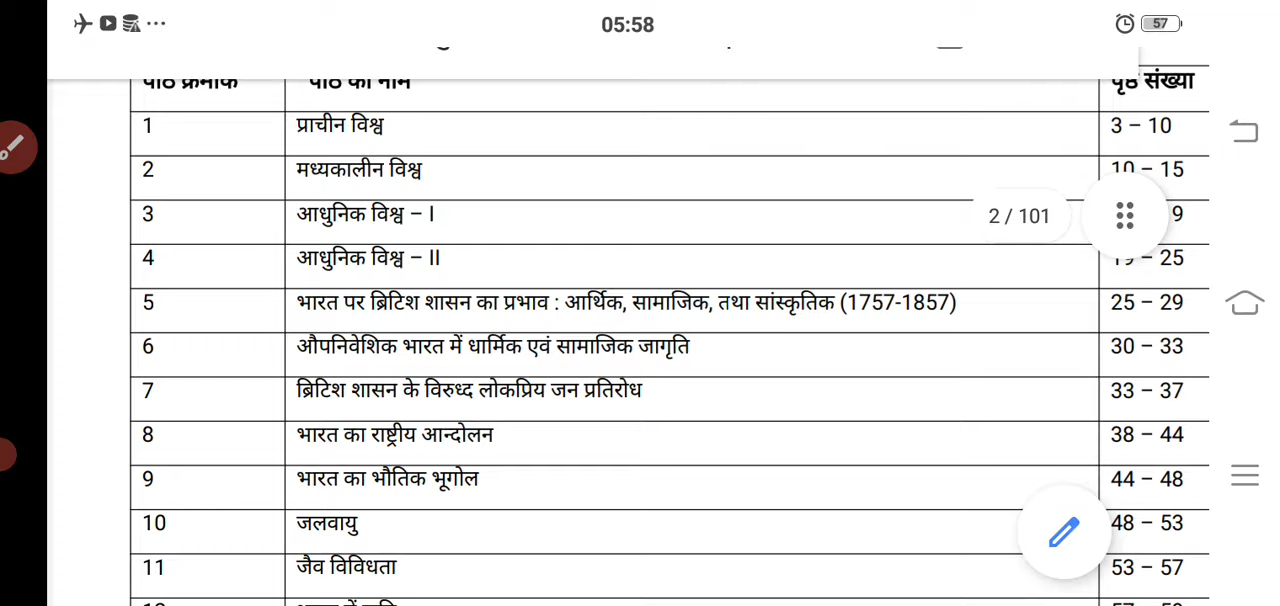 05:58
57
पाठ क्रमांक पाठ का नाम पृष्ठ संख्या
1 प्राचीन विश्व 3 – 10
2 मध्यकालीन विश्व 10 – 15
3 आधुनिक विश्व – I 9
2 / 101
4 आधुनिक विश्व – II 19 – 25
5 भारत पर ब्रिटिश शासन का प्रभाव : आर्थिक, सामाजिक, तथा सांस्कृतिक (1757-1857) 25 – 29
6 औपनिवेशिक भारत में धार्मिक एवं सामाजिक जागृति 30 – 33
7 ब्रिटिश शासन के विरुध्द लोकप्रिय जन प्रतिरोध 33 – 37
8 भारत का राष्ट्रीय आन्दोलन 38 – 44
9 भारत का भौतिक भूगोल 44 – 48
10 जलवायु 48 – 53
11 जैव विविधता 53 – 57